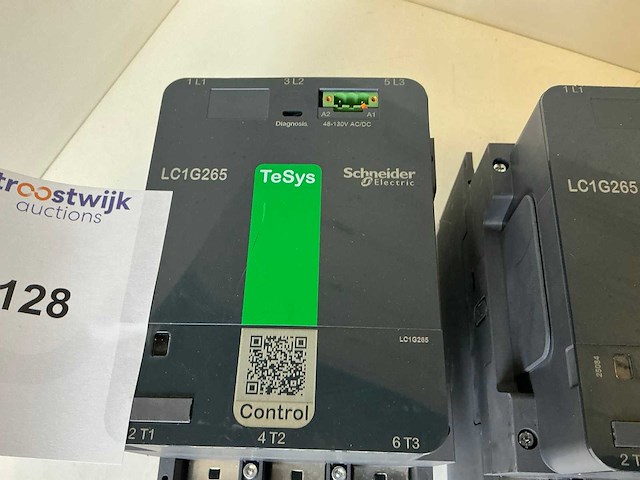 1 L1
3 L2
5 L3
Diagnosis.
A2
A1
48-130V AC/DC
LC1G265
TeSys
Schneider
Electric
LC1G265
Control
2 T1
4 T2
6 T3
troostwijk
auctions
128
1 L1
LC1G265
25084
2 T